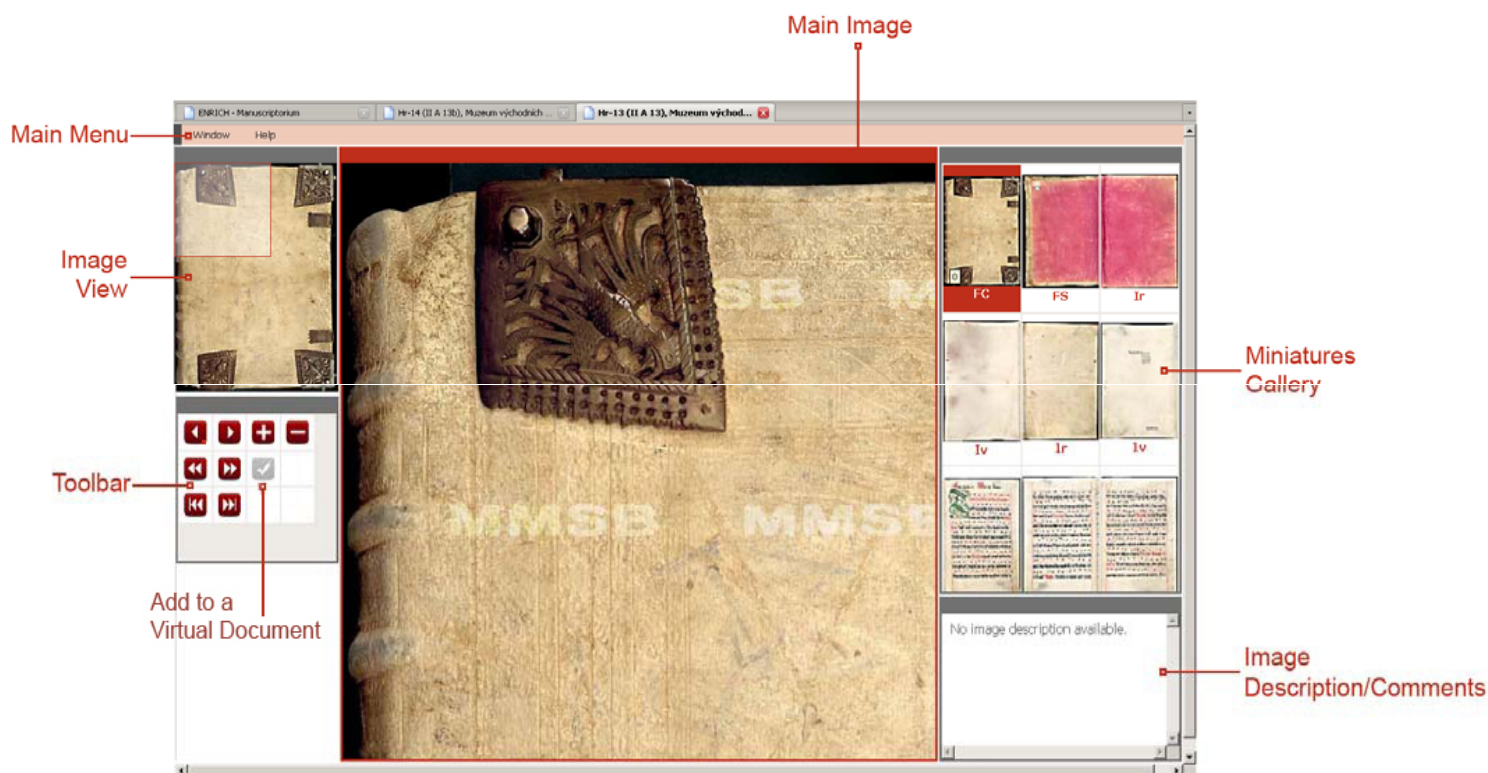 Main Image
ENRICH - Manuscriptorium
Hr-14 (II A 13b), Muzeum východních ...
Hr-13 (II A 13), Muzeum východ...
Main Menu
Window Help
Image
View
FC FS Ir
Miniatures
Gallery
Iv 1r 1v
Toolbar
SB M
MMSB MMSB
Add to a
Virtual Document
No image description available.
Image
Description/Comments